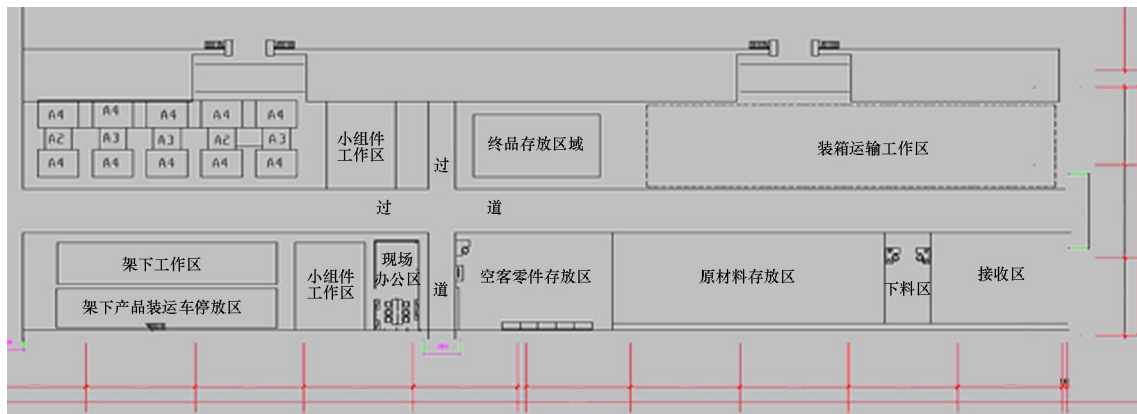 A4 A4 A4 A4 A4
A2 A3 A3 A2 A3
A4 A4 A4 A4 A4
小组件
工作区
过
终品存放区域
装箱运输工作区
过 道
架下工作区
架下产品装运车停放区
小组件
工作区
现场
办公区
道
空客零件存放区
原材料存放区
下料区
接收区